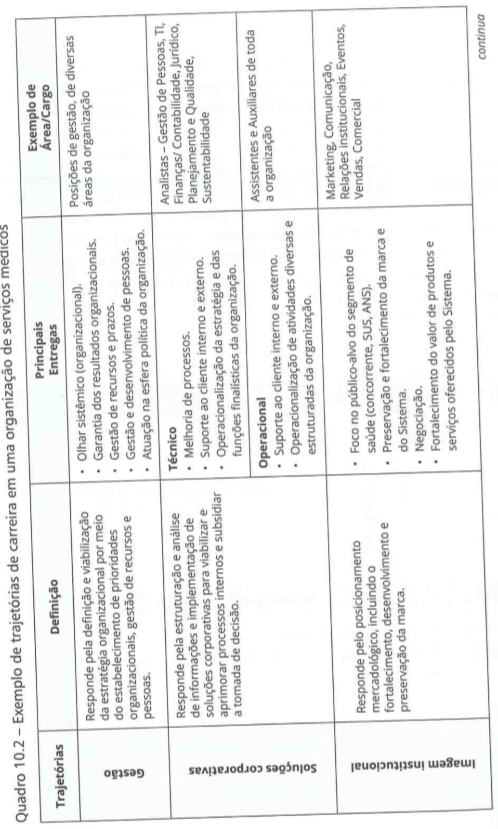 Quadro 10.2 – Exemplo de trajetórias de carreira em uma organização de serviços médicos
Trajetórias
Definição
Principais
Entregas
Exemplo de
Área/Cargo
Gestão
Responde pela definição e viabilização
da estratégia organizacional por meio
do estabelecimento de prioridades
organizacionais, gestão de recursos e
pessoas.
• Olhar sistêmico (organizacional).
• Garantia dos resultados organizacionais.
• Gestão de recursos e prazos.
• Gestão e desenvolvimento de pessoas.
• Atuação na esfera política da organização.
Posições de gestão, de diversas
áreas da organização
Soluções corporativas
Responde pela estruturação e análise
de informações e implementação de
soluções corporativas para viabilizar e
aprimorar processos internos e subsidiar
a tomada de decisão.
Técnico
• Melhoria de processos.
• Suporte ao cliente interno e externo.
• Operacionalização da estratégia e das
funções finalísticas da organização.
Analistas – Gestão de Pessoas, TI,
Finanças/ Contabilidade, Jurídico,
Planejamento e Qualidade,
Sustentabilidade
Operacional
• Suporte ao cliente interno e externo.
• Operacionalização de atividades diversas e
estruturadas da organização.
Assistentes e Auxiliares de toda
a organização
Imagem institucional
Responde pelo posicionamento
mercadológico, incluindo o
fortalecimento, desenvolvimento e
preservação da marca.
• Foco no público-alvo do segmento de
saúde (concorrente, SUS, ANS).
• Preservação e fortalecimento da marca e
do Sistema.
• Negociação.
• Fortalecimento do valor de produtos e
serviços oferecidos pelo Sistema.
Marketing, Comunicação,
Relações institucionais, Eventos,
Vendas, Comercial
continua